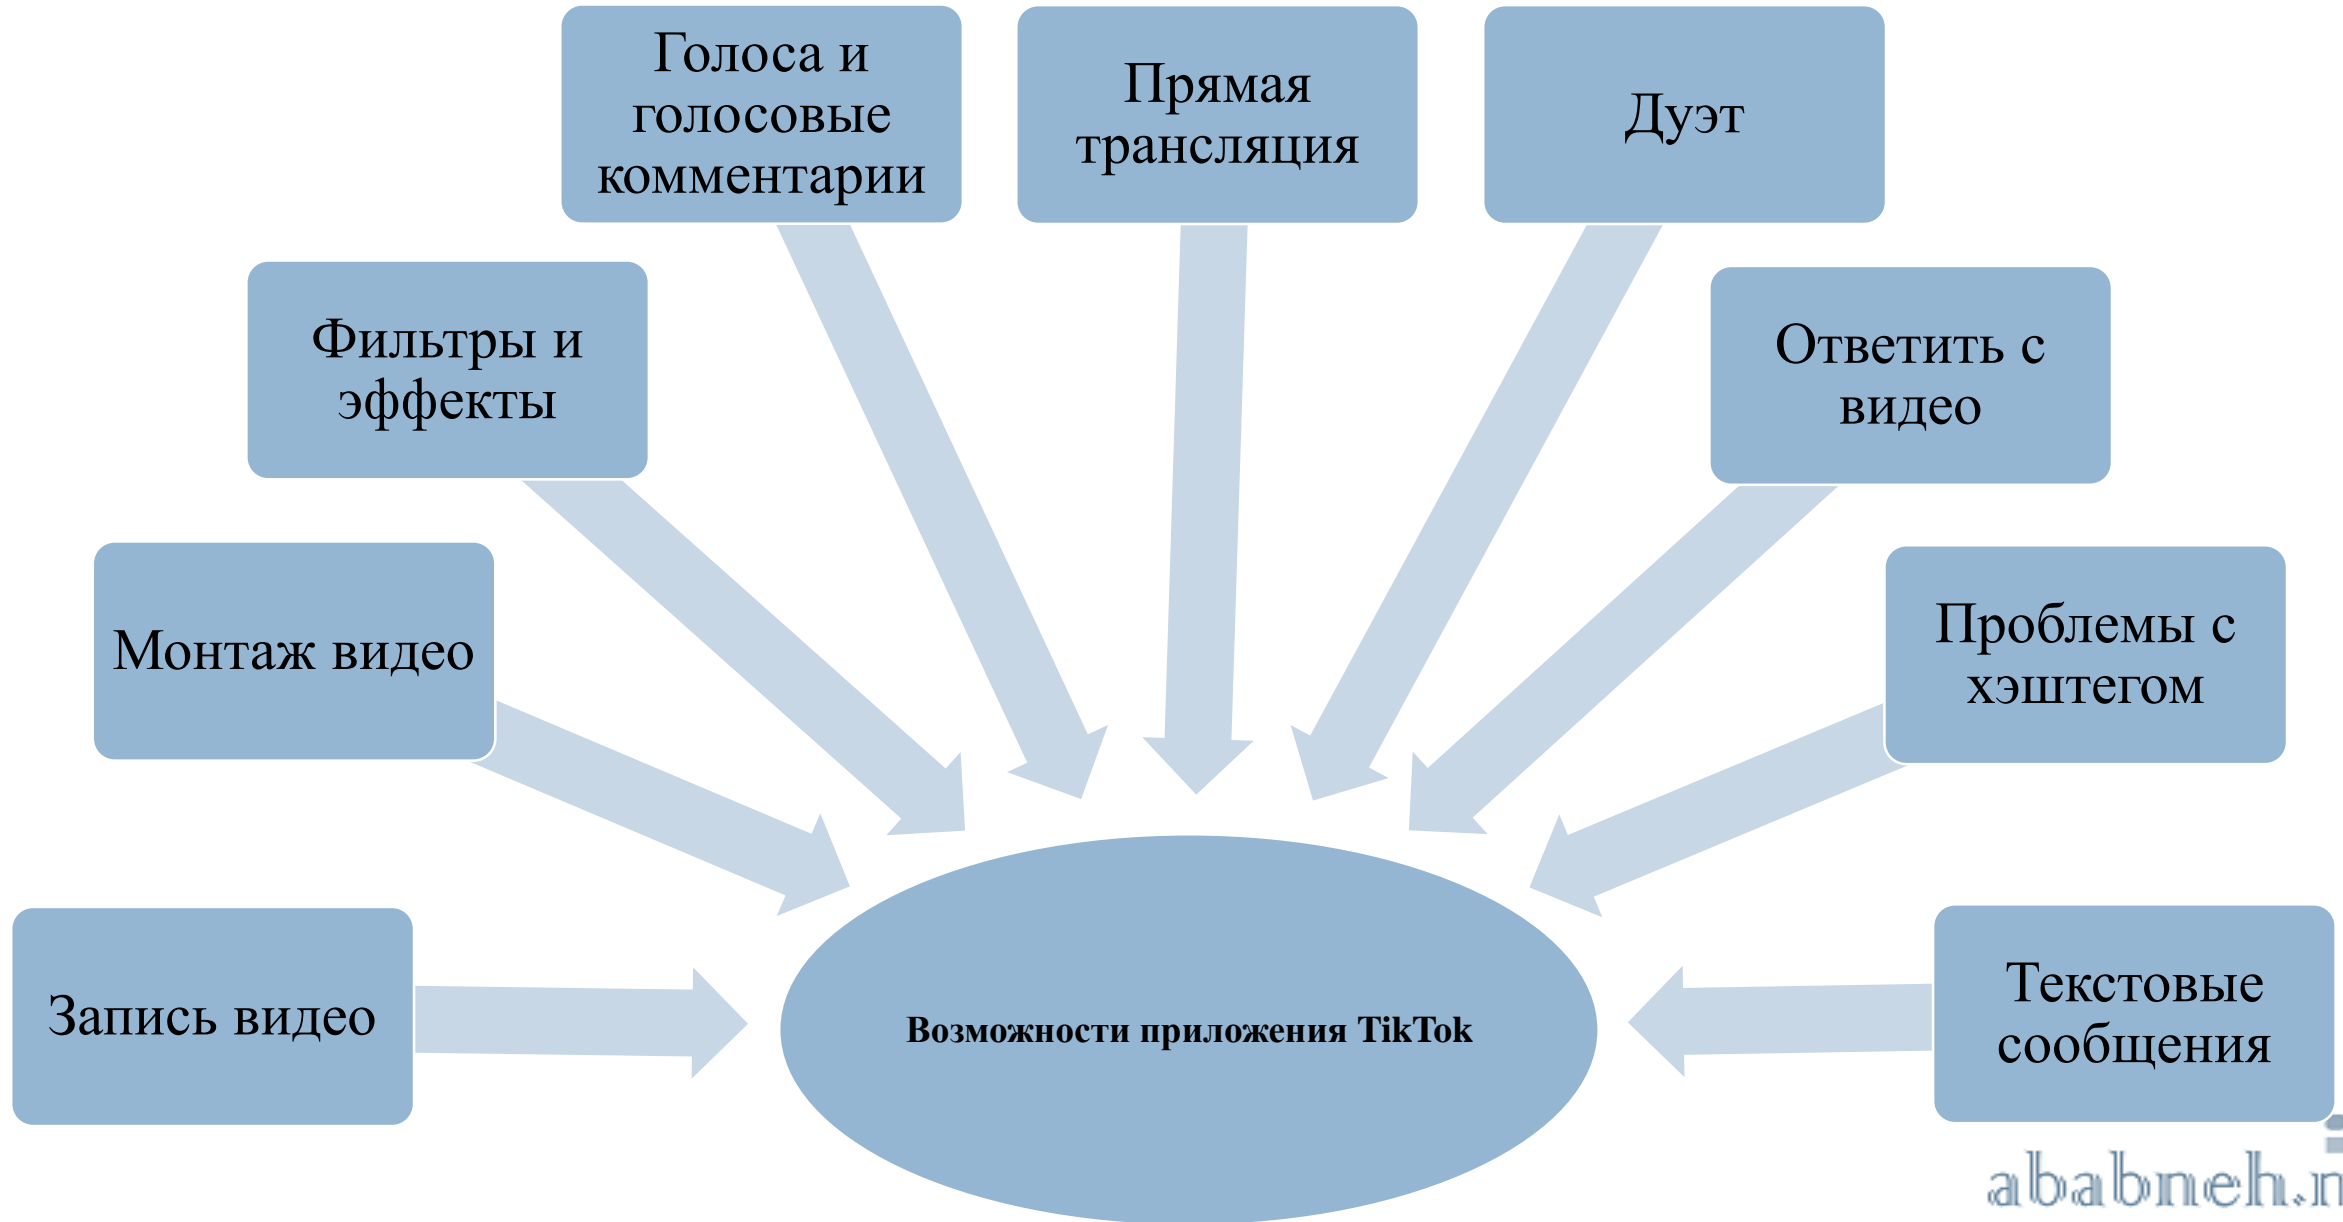 Голоса и
голосовые
комментарии
Прямая
трансляция
Дуэт
Фильтры и
эффекты
Ответить с
видео
Монтаж видео
Проблемы с
хэштегом
Запись видео
Возможности приложения TikTok
Текстовые
сообщения
ababneh.n